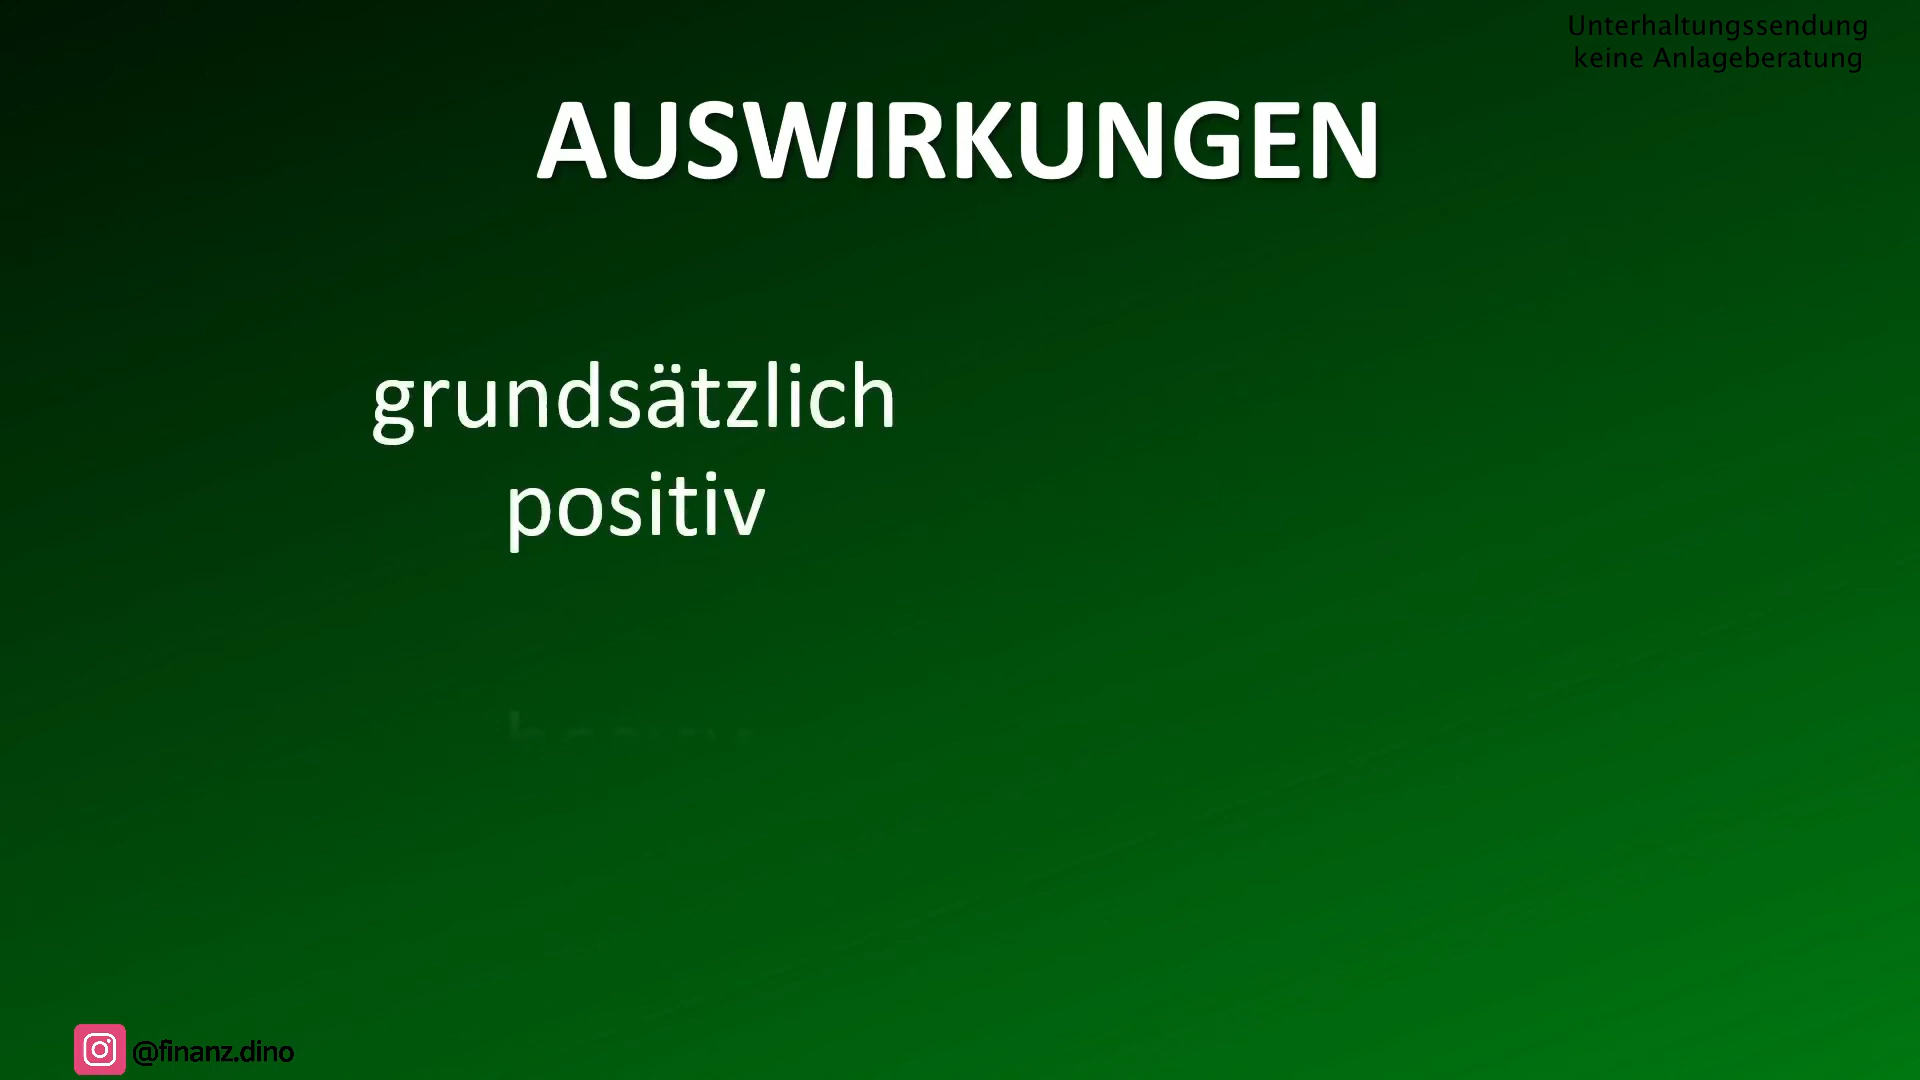 Unterhaltungssendung
keine Anlageberatung
AUSWIRKUNGEN
grundsätzlich
positiv
@finanz.dino